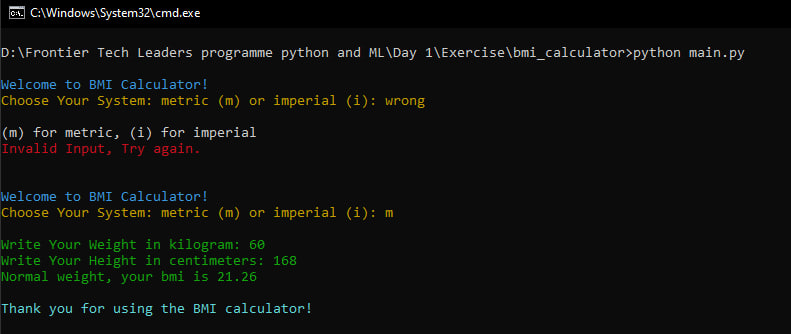 C:\Windows\System32\cmd.exe
D:\Frontier Tech Leaders programme python and ML\Day 1\Exercise\bmi_calculator>python main.py
Welcome to BMI Calculator!
Choose Your System: metric (m) or imperial (i): wrong
(m) for metric, (i) for imperial
Invalid Input, Try again.
Welcome to BMI Calculator!
Choose Your System: metric (m) or imperial (i): m
Write Your Weight in kilogram: 60
Write Your Height in centimeters: 168
Normal weight, your bmi is 21.26
Thank you for using the BMI calculator!